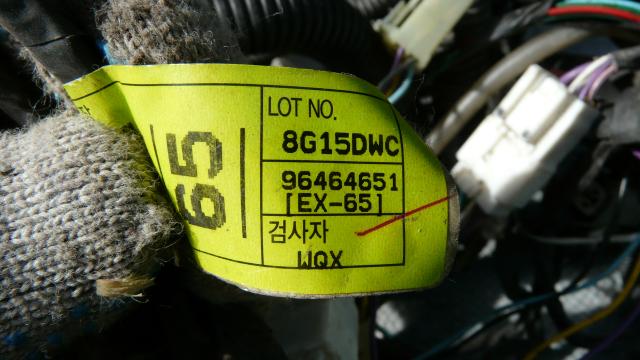 65
LOT NO.
8G15DWC
96464651
[EX-65]
검사자
WQX